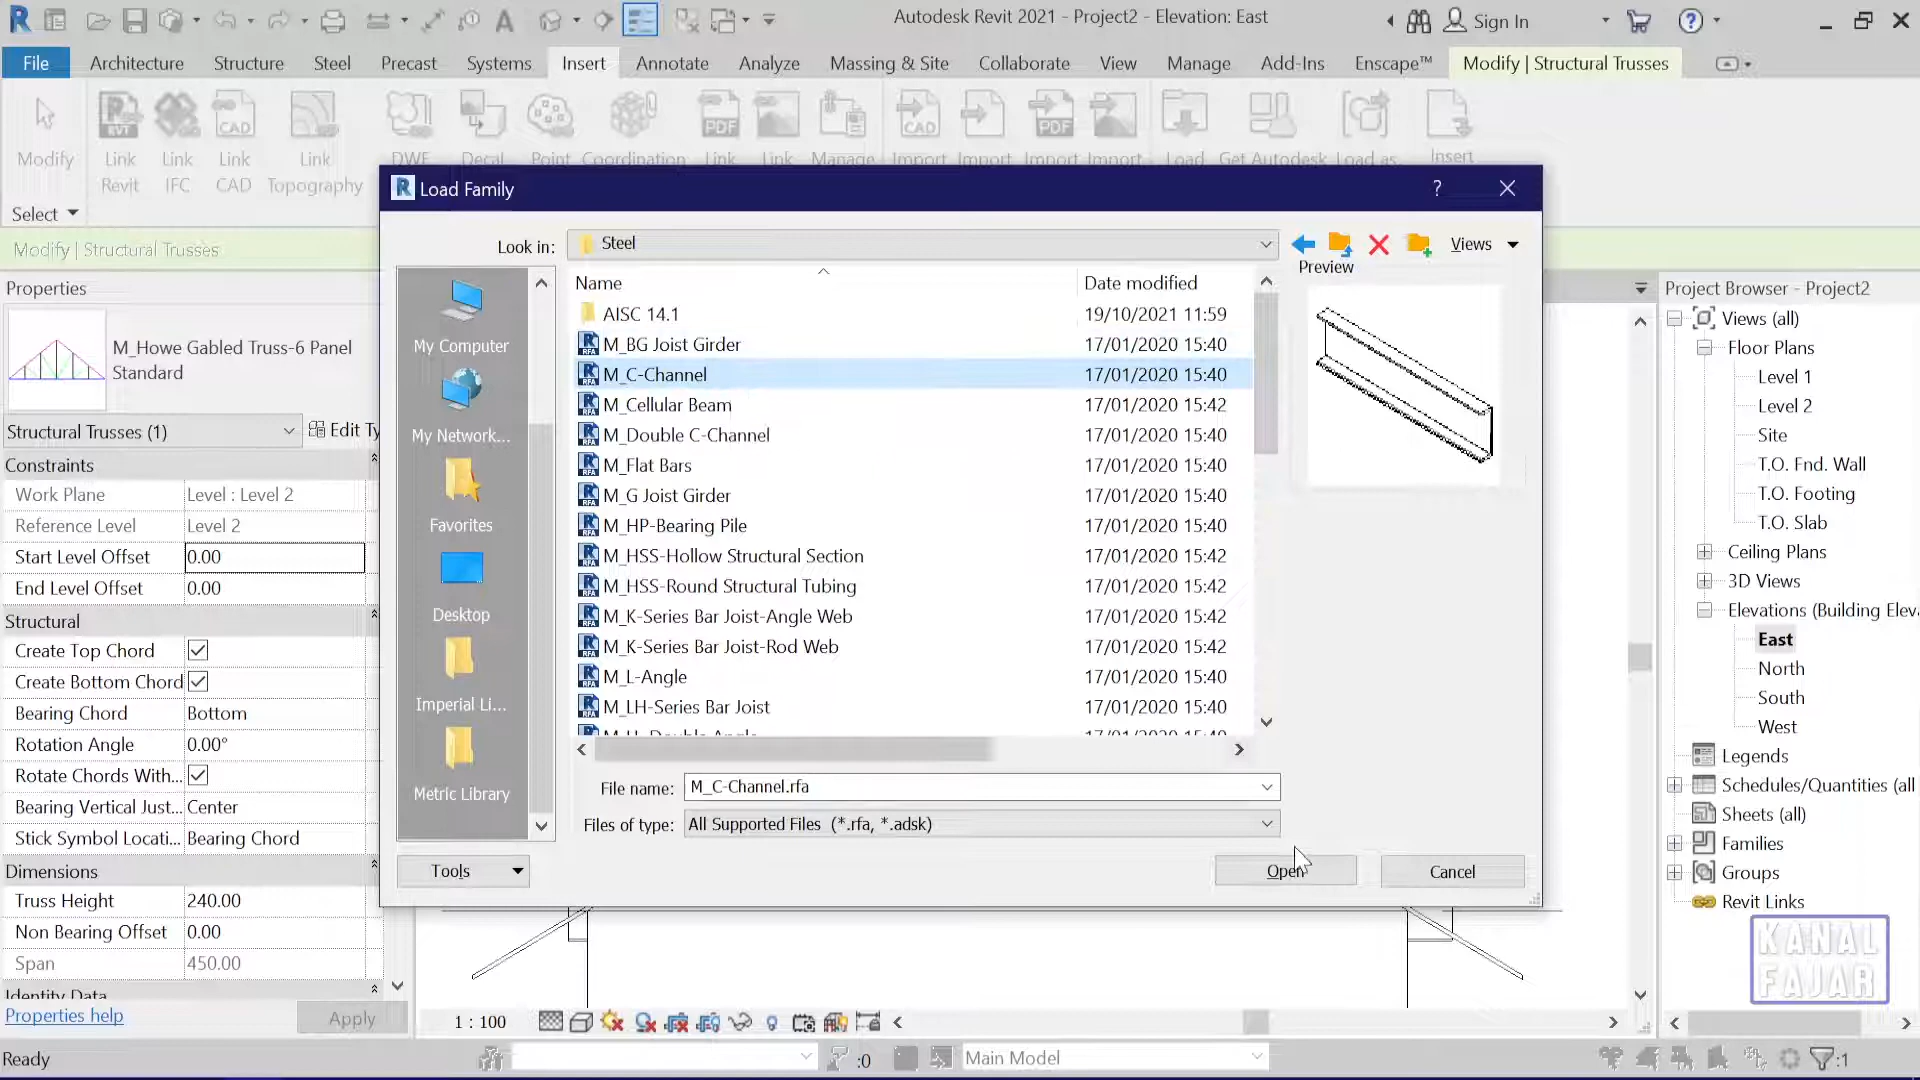 Autodesk Revit 2021 - Project2 - Elevation: East
Sign In
File
Architecture
Structure
Steel
Precast
Systems
Insert
Annotate
Analyze
Massing & Site
Collaborate
View
Manage
Add-Ins
Enscape™
Modify | Structural Trusses
Modify
Link Revit
Link IFC
Link CAD
Link Topography
Select
Load Family
Modify | Structural Trusses
Look in:
Steel
Views
Preview
Name
Date modified
AISC 14.1 19/10/2021 11:59
M_BG Joist Girder 17/01/2020 15:40
M_C-Channel 17/01/2020 15:40
M_Cellular Beam 17/01/2020 15:42
M_Double C-Channel 17/01/2020 15:40
M_Flat Bars 17/01/2020 15:40
M_G Joist Girder 17/01/2020 15:40
M_HP-Bearing Pile 17/01/2020 15:40
M_HSS-Hollow Structural Section 17/01/2020 15:42
M_HSS-Round Structural Tubing 17/01/2020 15:42
M_K-Series Bar Joist-Angle Web 17/01/2020 15:42
M_K-Series Bar Joist-Rod Web 17/01/2020 15:42
M_L-Angle 17/01/2020 15:40
M_LH-Series Bar Joist 17/01/2020 15:40
My Computer
My Network...
Favorites
Desktop
Imperial Li...
Metric Library
File name:
M_C-Channel.rfa
Files of type:
All Supported Files (*.rfa, *.adsk)
Tools
Open
Cancel
Properties
M_Howe Gabled Truss-6 Panel
Standard
Structural Trusses (1)
Edit Ty
Constraints
Work Plane Level : Level 2
Reference Level Level 2
Start Level Offset 0.00
End Level Offset 0.00
Structural
Create Top Chord
Create Bottom Chord
Bearing Chord Bottom
Rotation Angle 0.00°
Rotate Chords With...
Bearing Vertical Just... Center
Stick Symbol Locati... Bearing Chord
Dimensions
Truss Height 240.00
Non Bearing Offset 0.00
Span 450.00
Identity Data
Properties help
Apply
Project Browser - Project2
Views (all)
Floor Plans
Level 1
Level 2
Site
T.O. Fnd. Wall
T.O. Footing
T.O. Slab
Ceiling Plans
3D Views
Elevations (Building Elev
East
North
South
West
Legends
Schedules/Quantities (all
Sheets (all)
Families
Groups
Revit Links
KANAL
FAJAR
1 : 100
Ready
:0
Main Model
:1